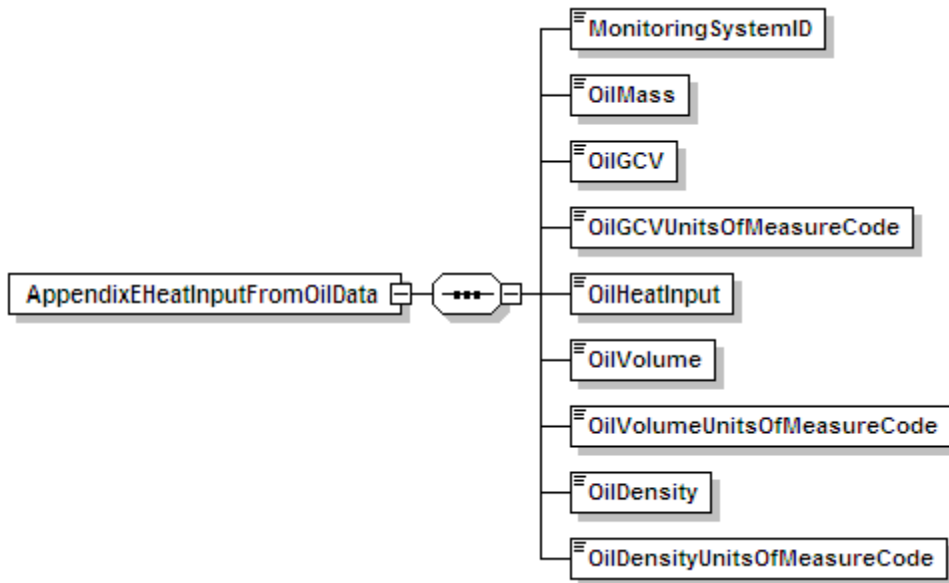 MonitoringSystemID
OilMass
OilGCV
OilGCVUnitsOfMeasureCode
AppendixEHeatInputFromOilData
OilHeatInput
OilVolume
OilVolumeUnitsOfMeasureCode
OilDensity
OilDensityUnitsOfMeasureCode